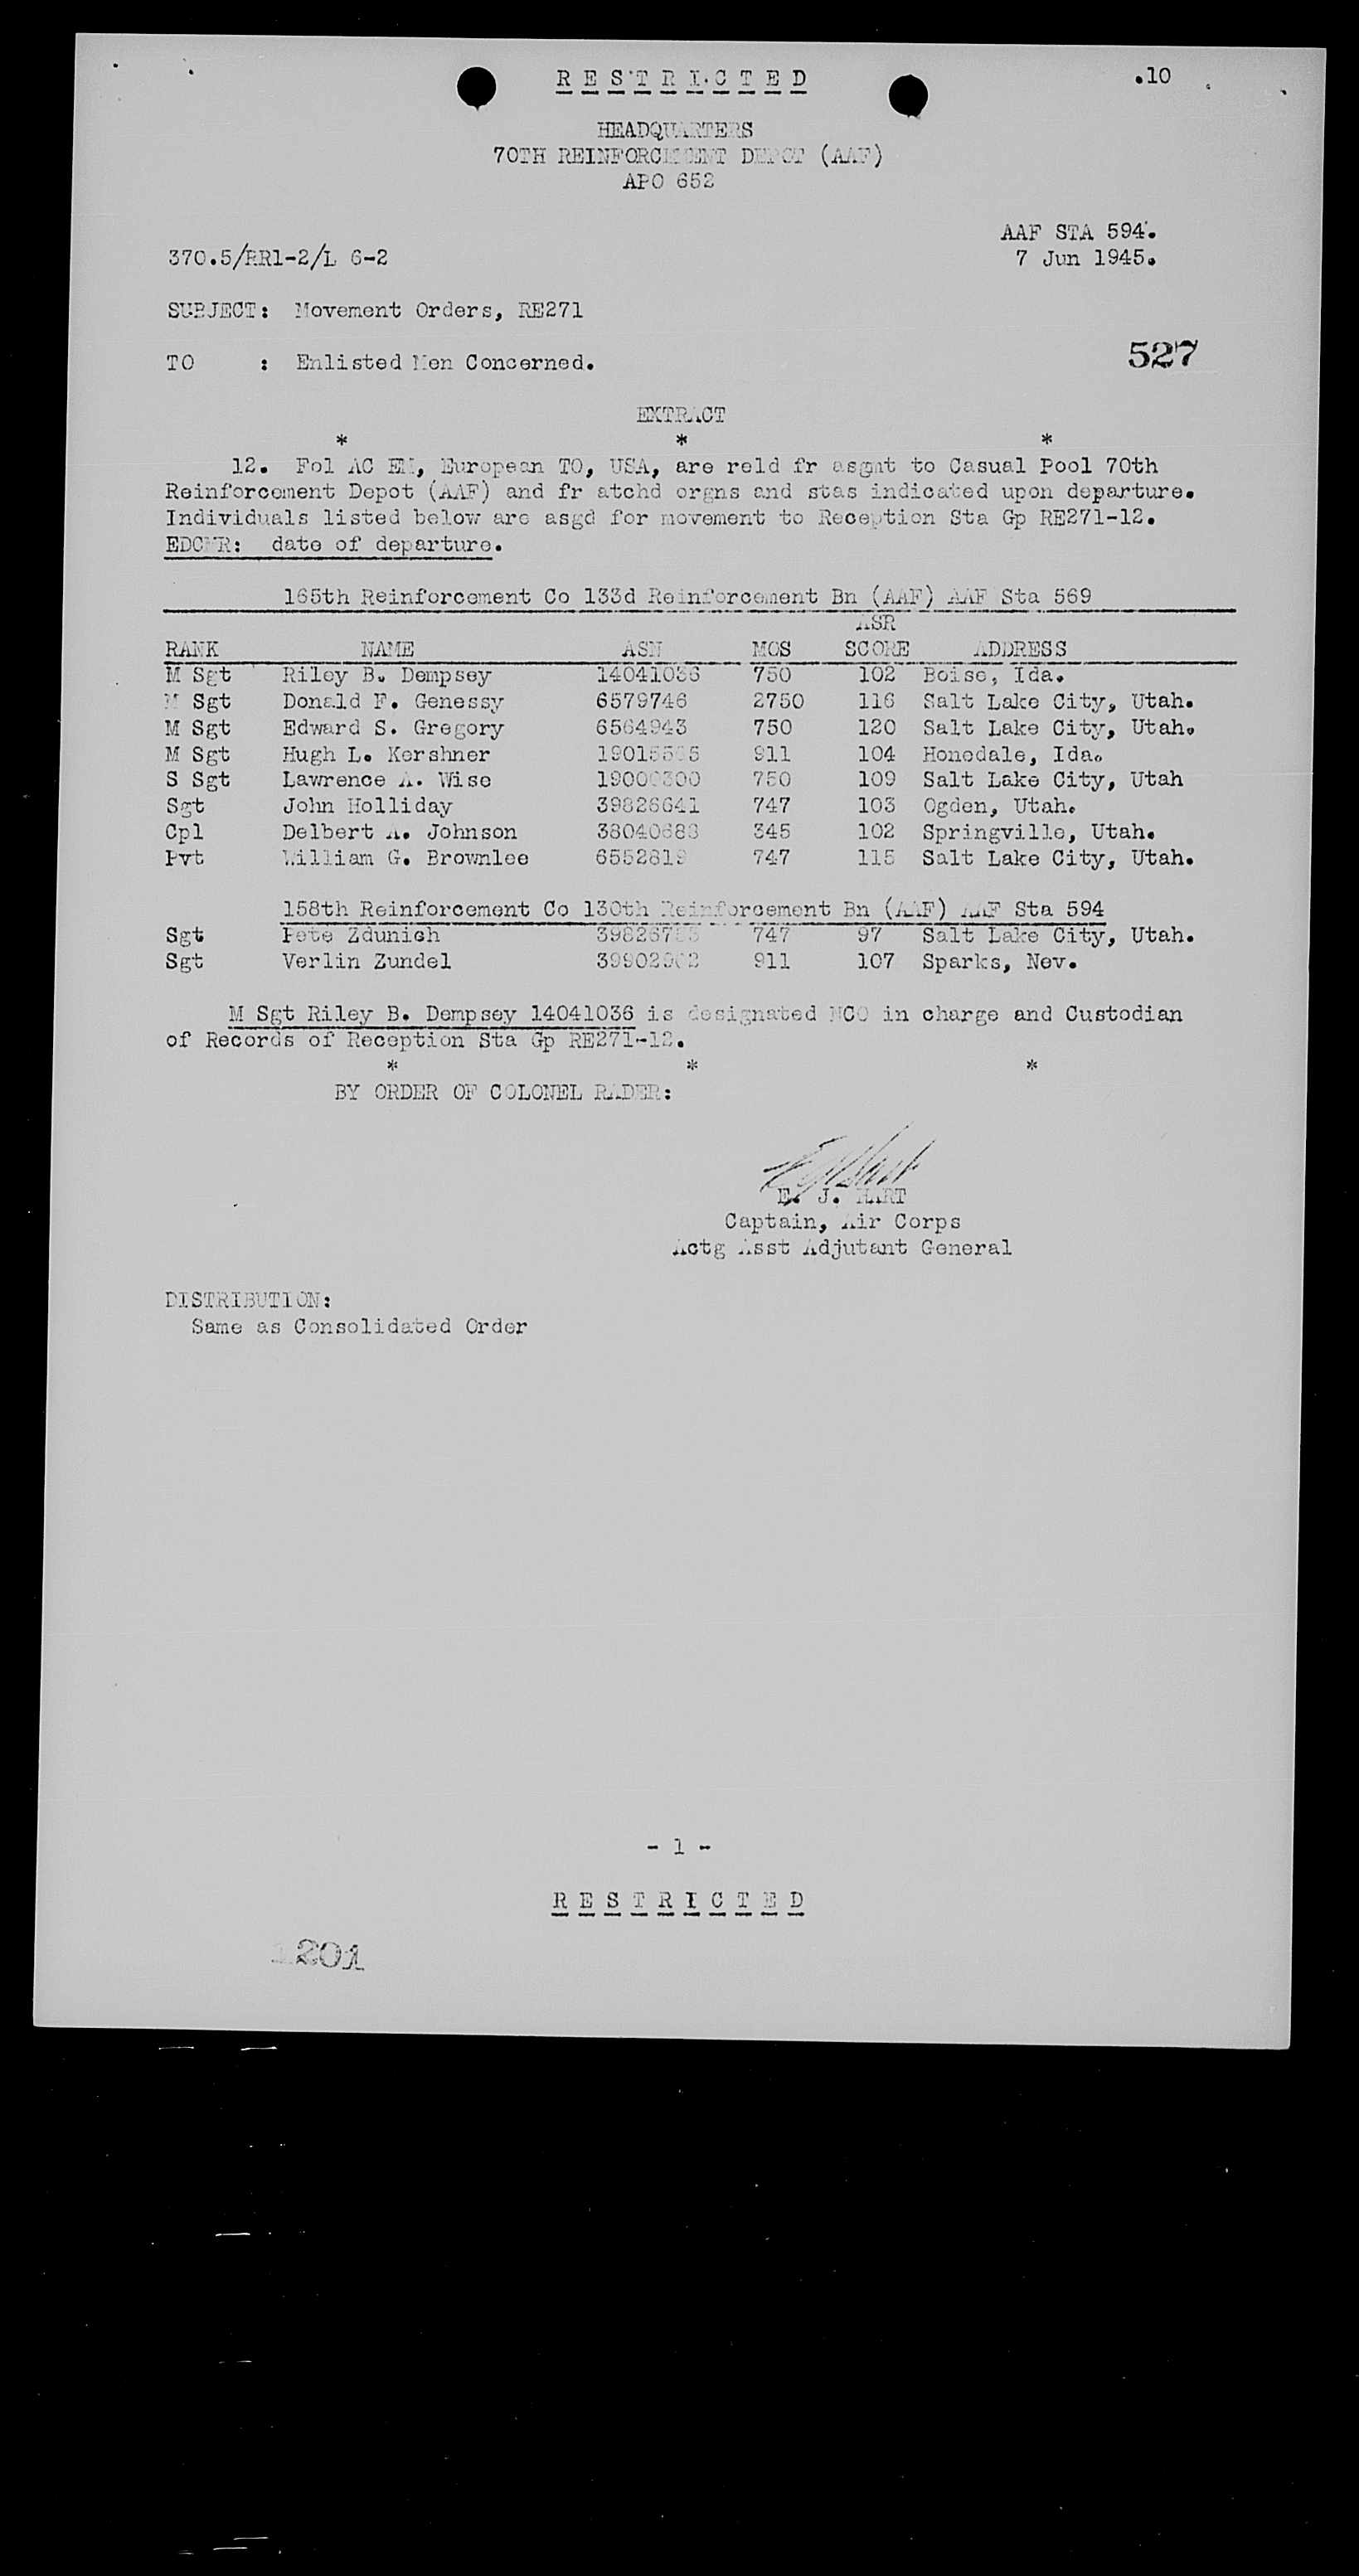 RESTRICTED
.10
HEADQUARTERS
70TH REINFORCEMENT DEPOT (AAF)
APO 652
AAF STA 594.
370.5/RR1-2/L 6-2
7 Jun 1945.
SUBJECT: Movement Orders, RE271
TO : Enlisted Men Concerned.
527
EXTRACT
* * *
12. Fol AC EM, European TO, USA, are reld fr asgmt to Casual Pool 70th
Reinforcement Depot (AAF) and fr atchd orgns and stas indicated upon departure.
Individuals listed below are asgd for movement to Reception Sta Gp RE271-12.
EDCMR: date of departure.
165th Reinforcement Co 133d Reinforcement Bn (AAF) AAF Sta 569
ASR
RANK NAME ASN MOS SCORE ADDRESS
M Sgt Riley B. Dempsey 14041036 750 102 Boise, Ida.
M Sgt Donald F. Genessy 6579746 2750 116 Salt Lake City, Utah.
M Sgt Edward S. Gregory 6564943 750 120 Salt Lake City, Utah.
M Sgt Hugh L. Kershner 911 104 Honedale, Ida.
S Sgt Lawrence A. Wise 750 109 Salt Lake City, Utah
Sgt John Holliday 39826641 747 103 Ogden, Utah.
Cpl Delbert A. Johnson 345 102 Springville, Utah.
Pvt William G. Brownlee 6552819 747 115 Salt Lake City, Utah.
158th Reinforcement Co 130th Reinforcement Bn (AAF) AAF Sta 594
Sgt Pete Zdunich 747 97 Salt Lake City, Utah.
Sgt Verlin Zundel 911 107 Sparks, Nev.
M Sgt Riley B. Dempsey 14041036 is designated NCO in charge and Custodian
of Records of Reception Sta Gp RE271-12.
* * *
BY ORDER OF COLONEL RADER:
E. J. HART
Captain, Air Corps
Actg Asst Adjutant General
DISTRIBUTION:
Same as Consolidated Order
- 1 -
RESTRICTED
1201